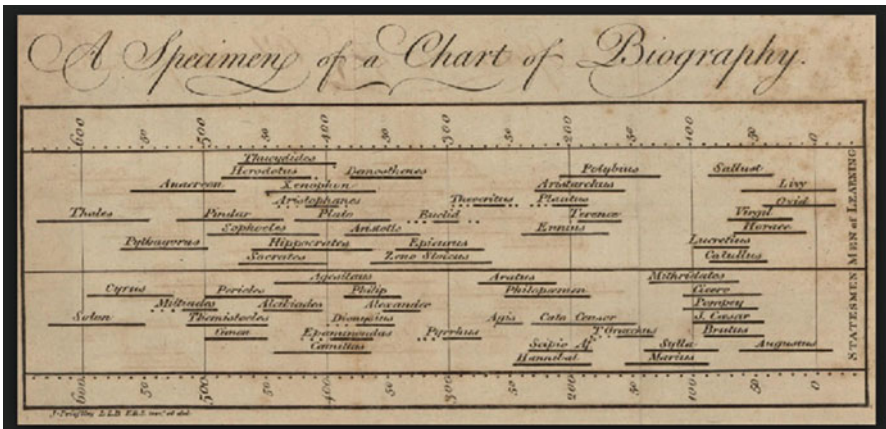 A Specimen of a Chart of Biography.
600 50 500 50 400 50 300 50 200 50 100 50 0
Thucydides
Herodotus Demosthenes Polybius Sallust
Anacreon Xenophon Aristarchus Livy
Aristophanes Theocritus Plautus Ovid
Thales Pindar Plato Euclid Terence Virgil
Sophocles Aristotle Ennius Horace
Pythagoras Hippocrates Epicurus Lucretius
Socrates Zeno Stoicus Catullus
MEN of LEARNING
Agesilaus Aratus Mithridates
Cyrus Pericles Philip Philopoemen Cicero
Miltiades Alcibiades Alexander Pompey
Solon Themistocles Dionysius Agis Cato Censor J. Cæsar
Cimon Epaminondas Pyrrhus T Gracchus Brutus
Camillus Scipio Af Sylla Augustus
Hannibal Marius
STATESMEN
600 50 500 50 400 50 300 50 200 50 100 50 0